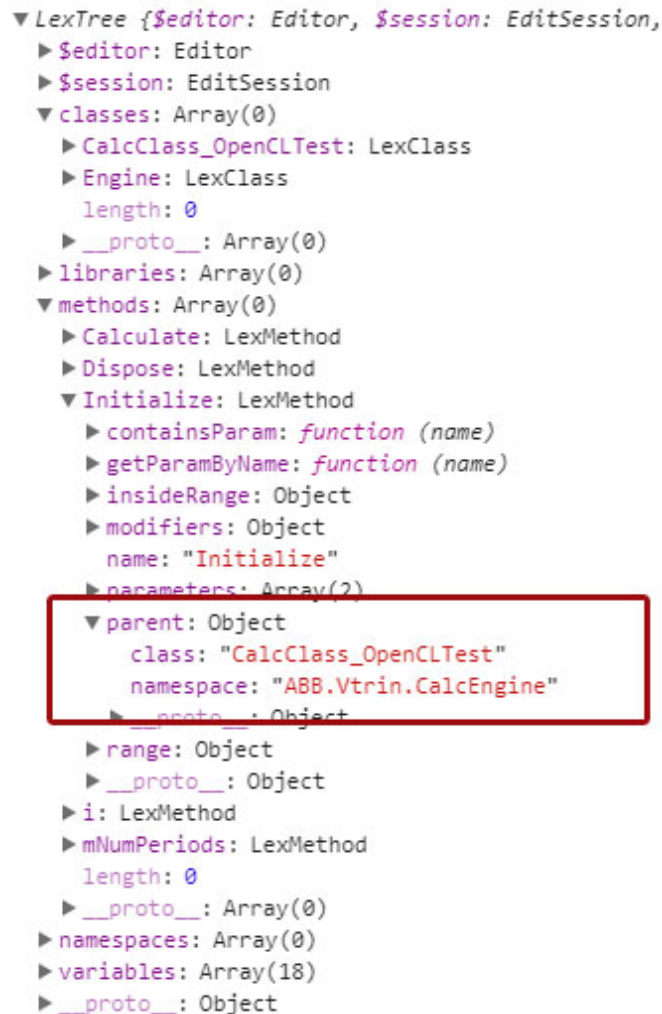 LexTree {$editor: Editor, $session: EditSession,
$editor: Editor
$session: EditSession
classes: Array(0)
CalcClass_OpenCLTest: LexClass
Engine: LexClass
length: 0
__proto__: Array(0)
libraries: Array(0)
methods: Array(0)
Calculate: LexMethod
Dispose: LexMethod
Initialize: LexMethod
containsParam: function (name)
getParamByName: function (name)
insideRange: Object
modifiers: Object
name: "Initialize"
parameters: Array(2)
parent: Object
class: "CalcClass_OpenCLTest"
namespace: "ABB.Vtrin.CalcEngine"
__proto__: Object
range: Object
__proto__: Object
i: LexMethod
mNumPeriods: LexMethod
length: 0
__proto__: Array(0)
namespaces: Array(0)
variables: Array(18)
__proto__: Object